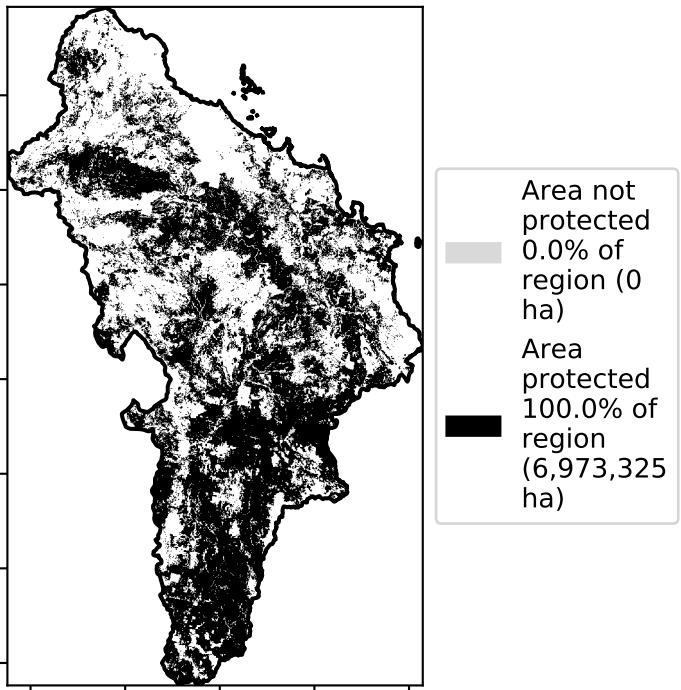 Area not
protected
0.0% of
region (0
ha)
Area
protected
100.0% of
region
(6,973,325
ha)